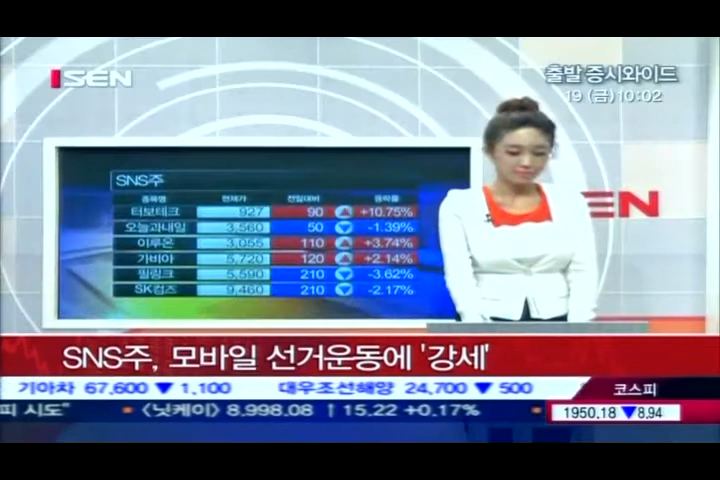 SEN
출발 증시와이드
19 (금)10:02
SNS주
종목명 현재가 전일대비 등락률
터보테크 927 90 ▲ +10.75%
오늘과내일 3,560 50 ▼ -1.39%
이루온 3,055 110 ▲ +3.74%
가비아 5,720 120 ▲ +2.14%
필링크 5,590 210 ▼ -3.62%
SK컴즈 9,460 210 ▼ -2.17%
EN
SNS주, 모바일 선거운동에 '강세'
기아차 67,600 ▼ 1,100 대우조선해양 24,700 ▼ 500
코스피
피 시도" ▪ <닛케이> 8,998.08 ↑15.22 +0.17% ▪
1950.18 ▼8.94